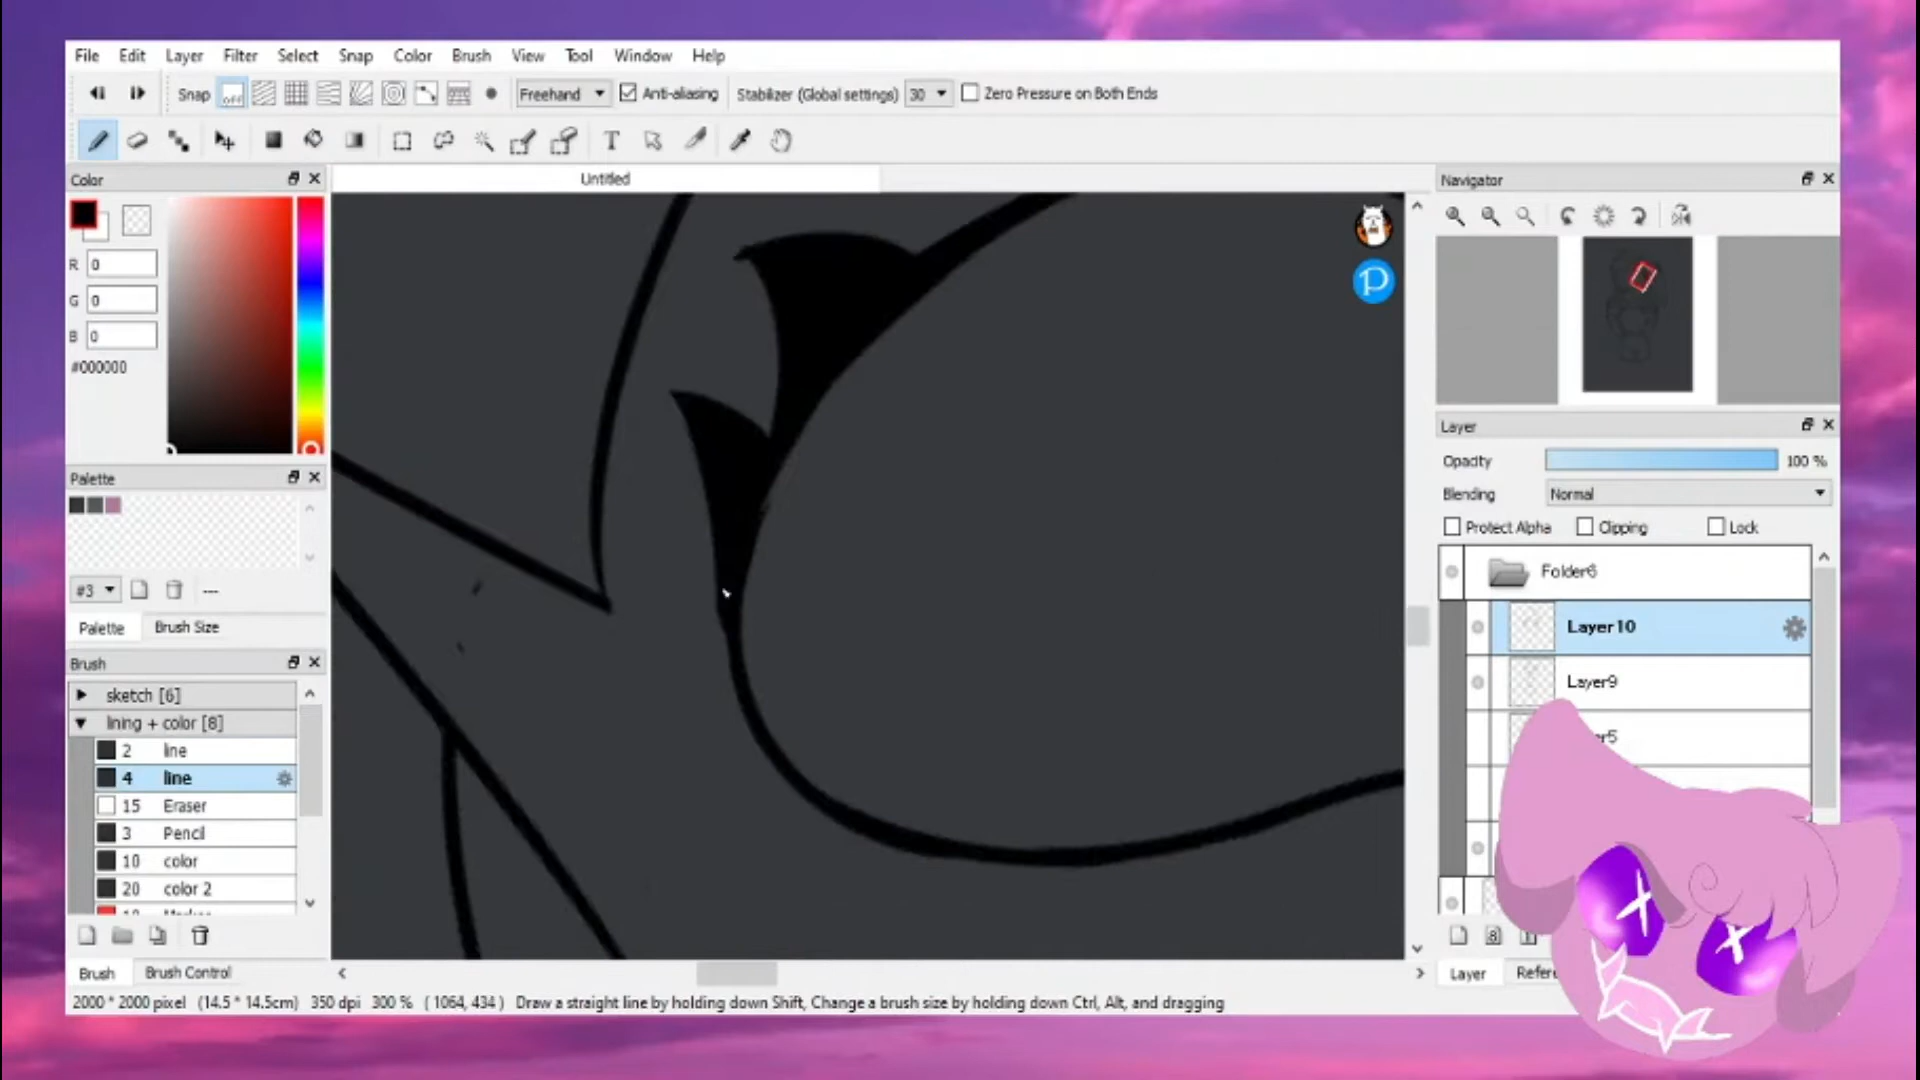 File Edit Layer Filter Select Snap Color Brush View Tool Window Help
Snap off Freehand Anti-aliasing Stabilizer (Global settings) 30 Zero Pressure on Both Ends
T
Color
R 0
G 0
B 0
#000000
Palette
#3 ---
Palette Brush Size
Brush
sketch [6]
lining + color [8]
2 line
4 line
15 Eraser
3 Pencil
10 color
20 color 2
Brush Brush Control
Untitled
P
Navigator
Layer
Opacity 100 %
Blending Normal
Protect Alpha Clipping Lock
Folder6
Layer10
Layer9
er5
8
Layer Refere
2000 * 2000 pixel (14.5 * 14.5cm) 350 dpi 300 % ( 1064, 434 ) Draw a straight line by holding down Shift, Change a brush size by holding down Ctrl, Alt, and dragging